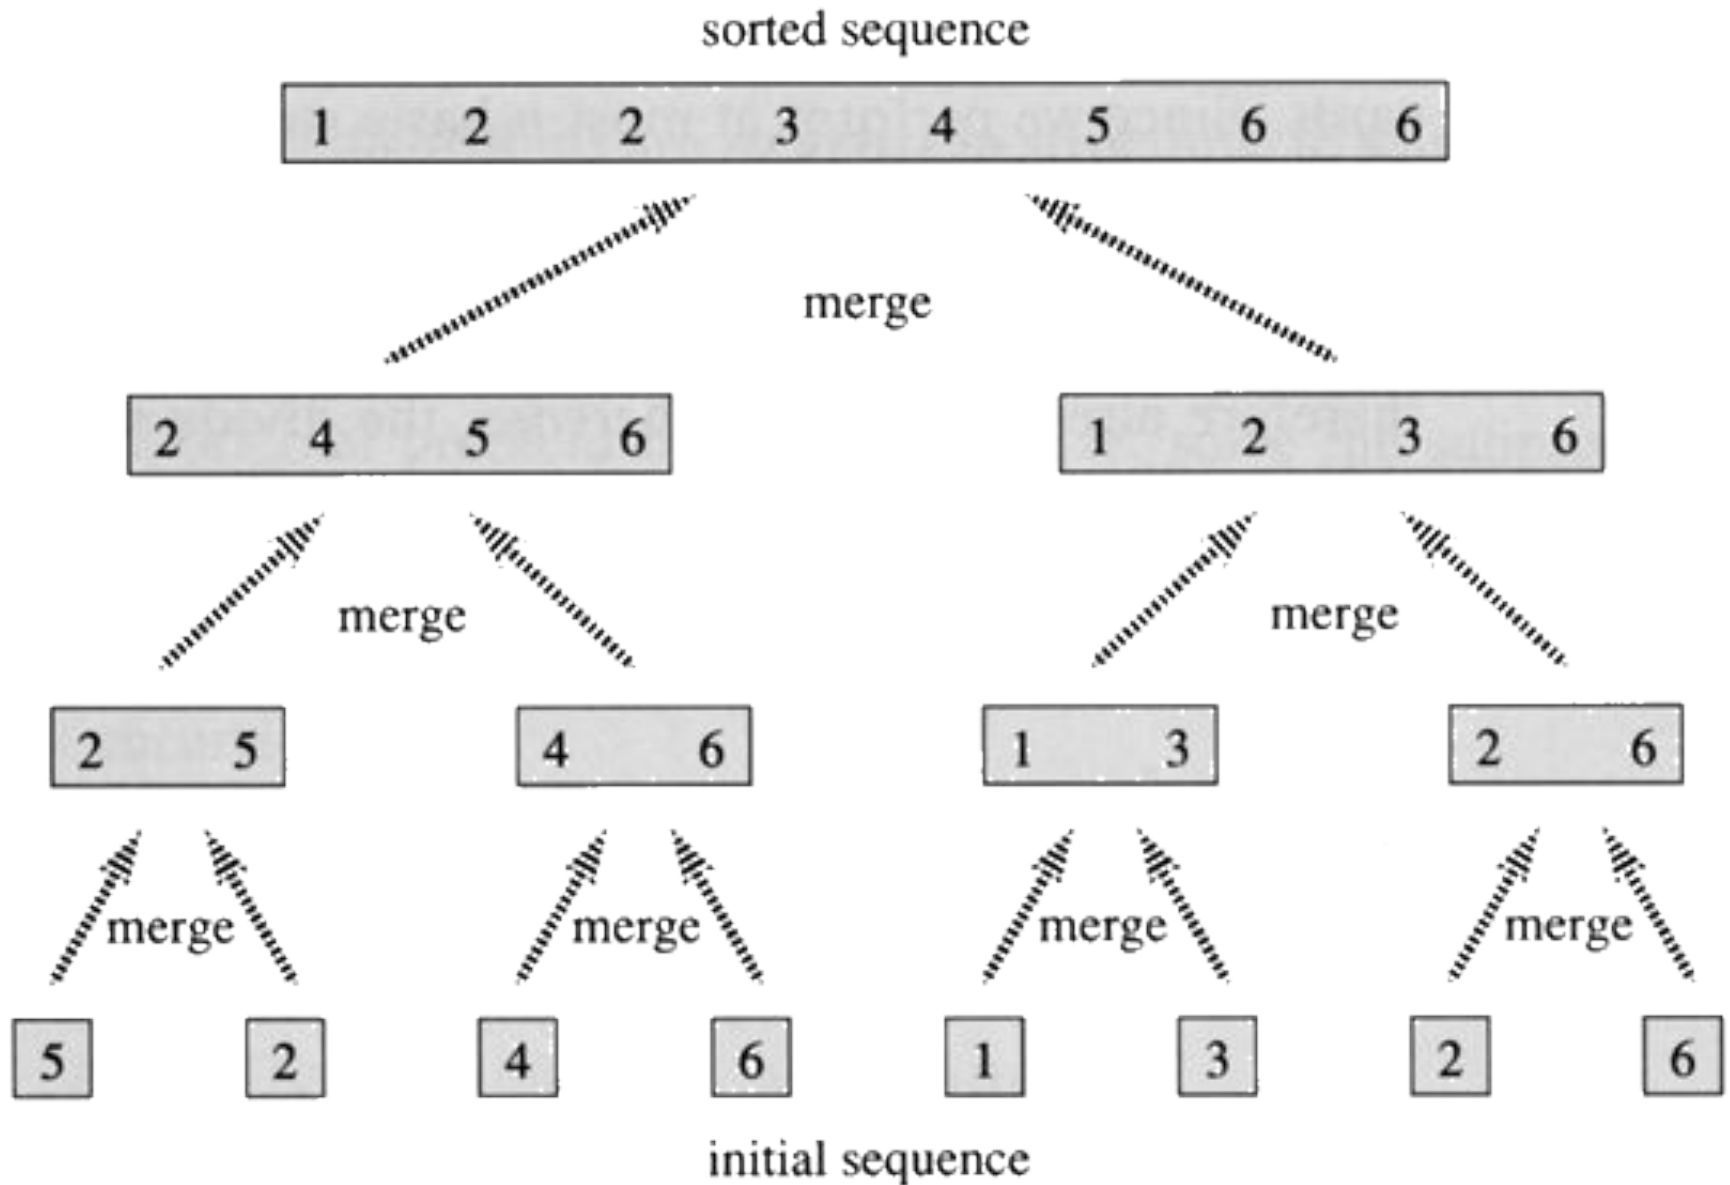 sorted sequence
1 2 2 3 4 5 6 6
merge
2 4 5 6 1 2 3 6
merge merge
2 5 4 6 1 3 2 6
merge merge merge merge
5 2 4 6 1 3 2 6
initial sequence